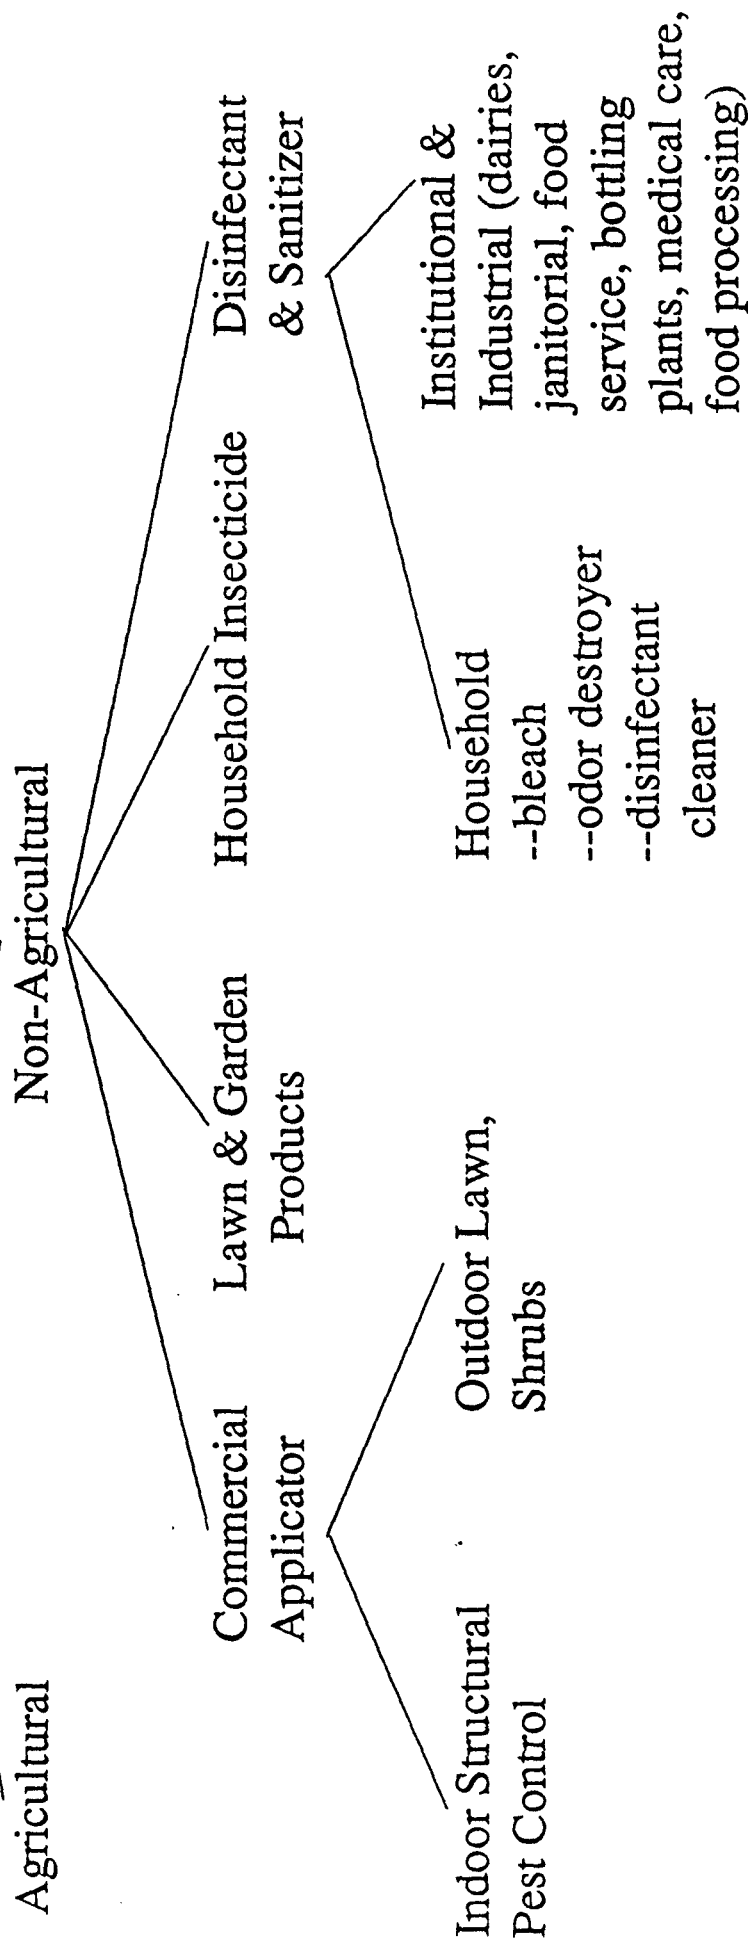 Agricultural
Non-Agricultural
Commercial
Applicator
Lawn & Garden
Products
Household Insecticide
Disinfectant
& Sanitizer
Indoor Structural
Pest Control
Outdoor Lawn,
Shrubs
Household
--bleach
--odor destroyer
--disinfectant
cleaner
Institutional &
Industrial (dairies,
janitorial, food
service, bottling
plants, medical care,
food processing)